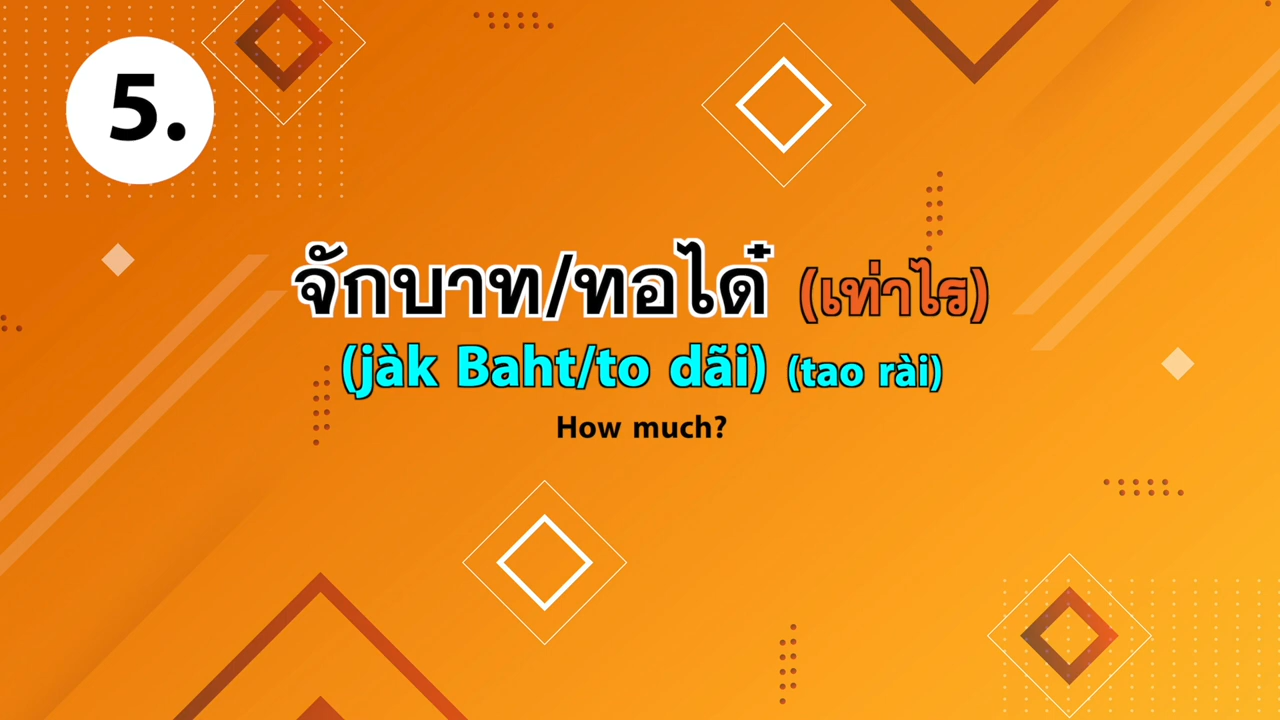 5.
จักบาท/ทอได๋ (เท่าไร)
(jàk Baht/to dãi) (tao rài)
How much?